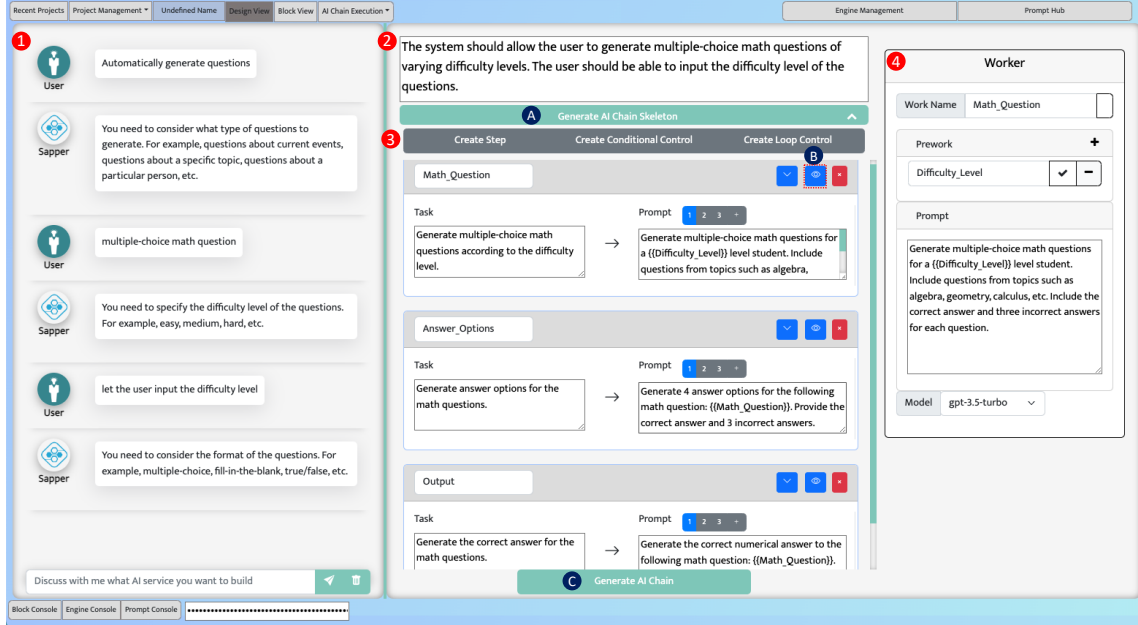 Recent Projects
Project Management
Undefined Name
Design View
Block View
AI Chain Execution
Engine Management
Prompt Hub
1
User
Automatically generate questions
Sapper
You need to consider what type of questions to
generate. For example, questions about current events,
questions about a specific topic, questions about a
particular person, etc.
User
multiple-choice math question
Sapper
You need to specify the difficulty level of the questions.
For example, easy, medium, hard, etc.
User
let the user input the difficulty level
Sapper
You need to consider the format of the questions. For
example, multiple-choice, fill-in-the-blank, true/false, etc.
Discuss with me what AI service you want to build
2
The system should allow the user to generate multiple-choice math questions of
varying difficulty levels. The user should be able to input the difficulty level of the
questions.
A
Generate AI Chain Skeleton
3
Create Step
Create Conditional Control
Create Loop Control
B
Math_Question
Task
Generate multiple-choice math
questions according to the difficulty
level.
Prompt
1 2 3 +
Generate multiple-choice math questions for
a {{Difficulty_Level}} level student. Include
questions from topics such as algebra,
Answer_Options
Task
Generate answer options for the
math questions.
Prompt
1 2 3 +
Generate 4 answer options for the following
math question: {{Math_Question}}. Provide the
correct answer and 3 incorrect answers.
Output
Task
Generate the correct answer for the
math questions.
Prompt
1 2 3 +
Generate the correct numerical answer to the
following math question: {{Math_Question}}.
C
Generate AI Chain
4
Worker
Work Name
Math_Question
Prework
+
Difficulty_Level
Prompt
Generate multiple-choice math questions
for a {{Difficulty_Level}} level student.
Include questions from topics such as
algebra, geometry, calculus, etc. Include the
correct answer and three incorrect answers
for each question.
Model
gpt-3.5-turbo
Block Console
Engine Console
Prompt Console